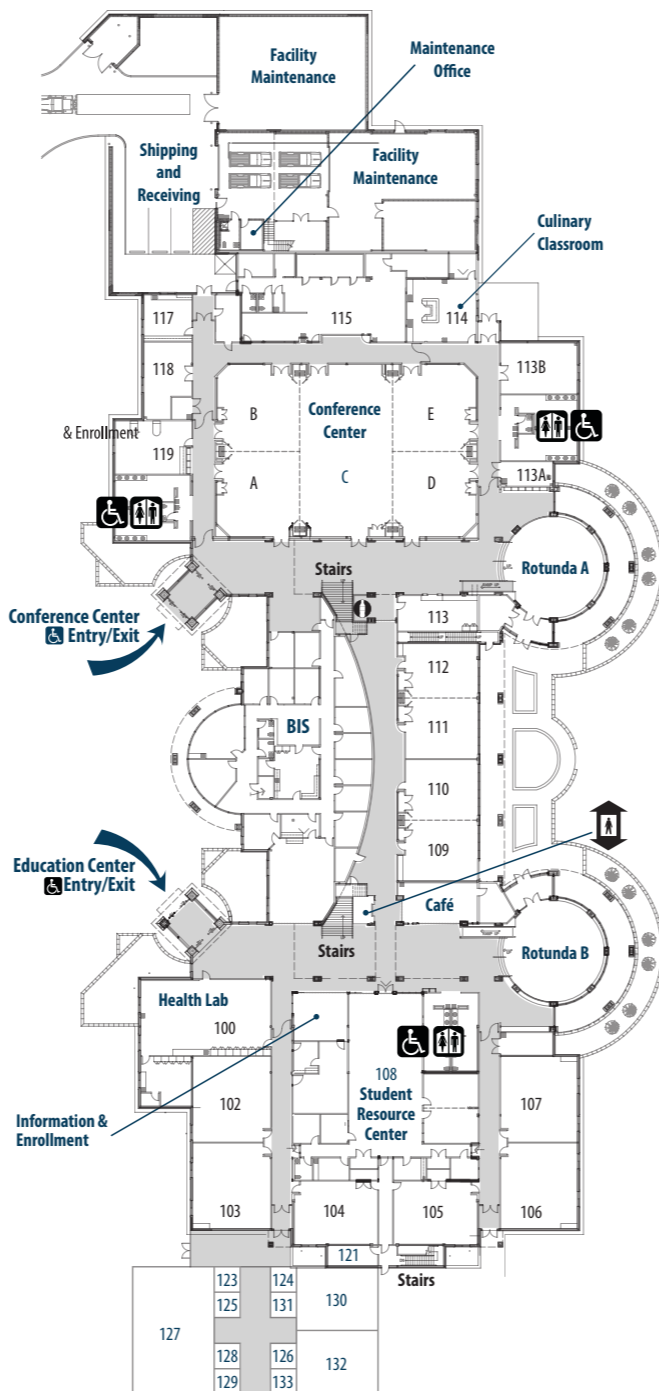 Facility
Maintenance
Maintenance
Office
Shipping
and
Receiving
Facility
Maintenance
Culinary
Classroom
117
115
114
118
113B
B
Conference
Center
E
& Enrollment
119
A
C
D
113A
Stairs
Rotunda A
Conference Center
Entry/Exit
113
112
BIS
111
110
109
Education Center
Entry/Exit
Café
Stairs
Rotunda B
Health Lab
100
108
Student
Resource
Center
Information &
Enrollment
102
107
103
104
105
106
121
Stairs
123
124
125
131
130
127
128
126
132
129
133